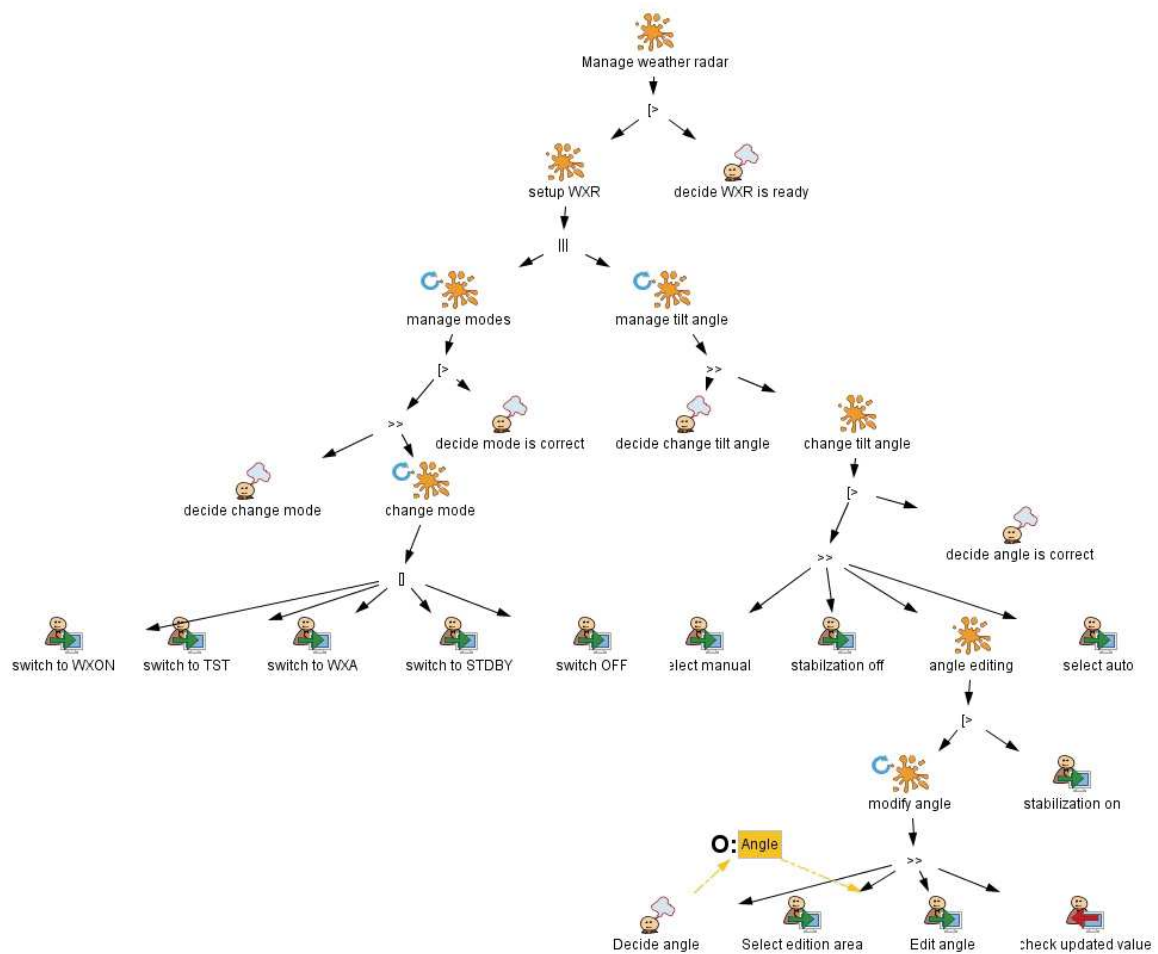 Manage weather radar
[>
setup WXR
decide WXR is ready
|||
manage modes
manage tilt angle
[>
>>
>>
decide mode is correct
decide change tilt angle
change tilt angle
decide change mode
change mode
[>
decide angle is correct
[]
>>
switch to WXON
switch to TST
switch to WXA
switch to STDBY
switch OFF
elect manual
stabilzation off
angle editing
select auto
[>
modify angle
stabilization on
O: Angle
>>
Decide angle
Select edition area
Edit angle
check updated value